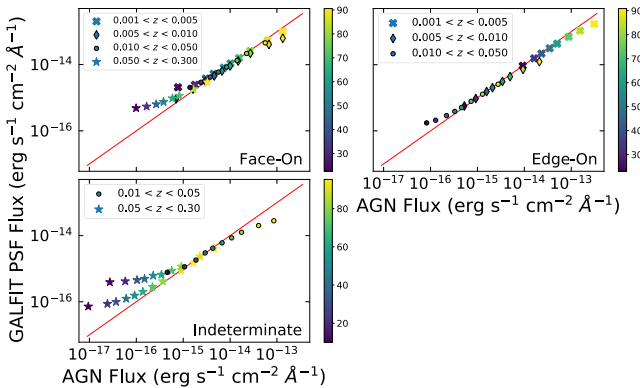 GALFIT PSF Flux (erg s⁻¹ cm⁻² Å⁻¹)
0.001 < z < 0.005
0.005 < z < 0.010
0.010 < z < 0.050
0.050 < z < 0.300
10⁻¹⁴
10⁻¹⁶
Face-On
90
80
70
60
50
40
30
0.001 < z < 0.005
0.005 < z < 0.010
0.010 < z < 0.050
Edge-On
10⁻¹⁷ 10⁻¹⁶ 10⁻¹⁵ 10⁻¹⁴ 10⁻¹³
AGN Flux (erg s⁻¹ cm⁻² Å⁻¹)
90
80
70
60
50
40
30
0.01 < z < 0.05
0.05 < z < 0.30
10⁻¹⁴
10⁻¹⁶
Indeterminate
10⁻¹⁷ 10⁻¹⁶ 10⁻¹⁵ 10⁻¹⁴ 10⁻¹³
AGN Flux (erg s⁻¹ cm⁻² Å⁻¹)
80
60
40
20